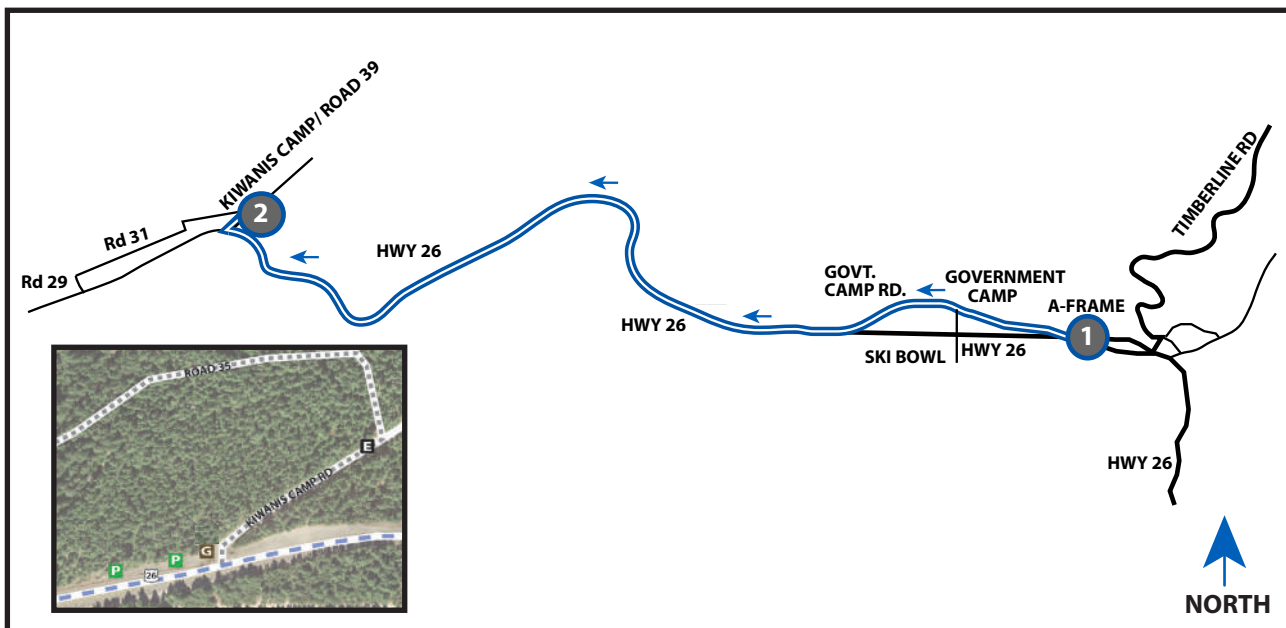 KIWANIS CAMP/ ROAD 39
2
Rd 31
Rd 29
HWY 26
HWY 26
GOVT.
CAMP RD.
GOVERNMENT
CAMP
A-FRAME
1
SKI BOWL
HWY 26
TIMBERLINE RD
HWY 26
NORTH
ROAD 35
E
KIWANIS CAMP RD
G
P
P
26